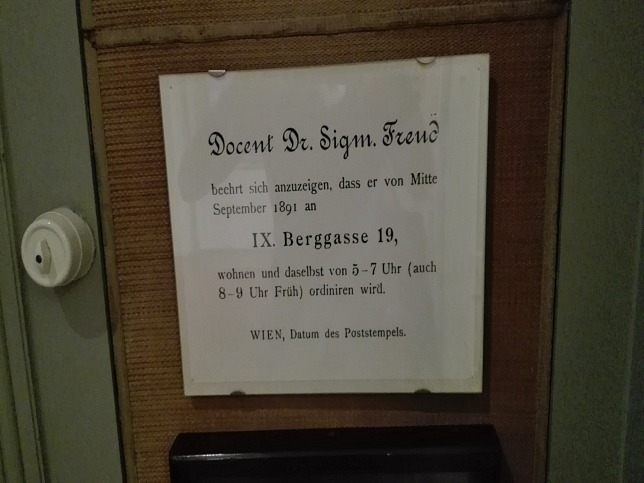 Docent Dr. Sigm. Freud
beehrt sich anzuzeigen, dass er von Mitte
September 1891 an
IX. Berggasse 19,
wohnen und daselbst von 5–7 Uhr (auch
8–9 Uhr Früh) ordiniren wird.
WIEN, Datum des Poststempels.